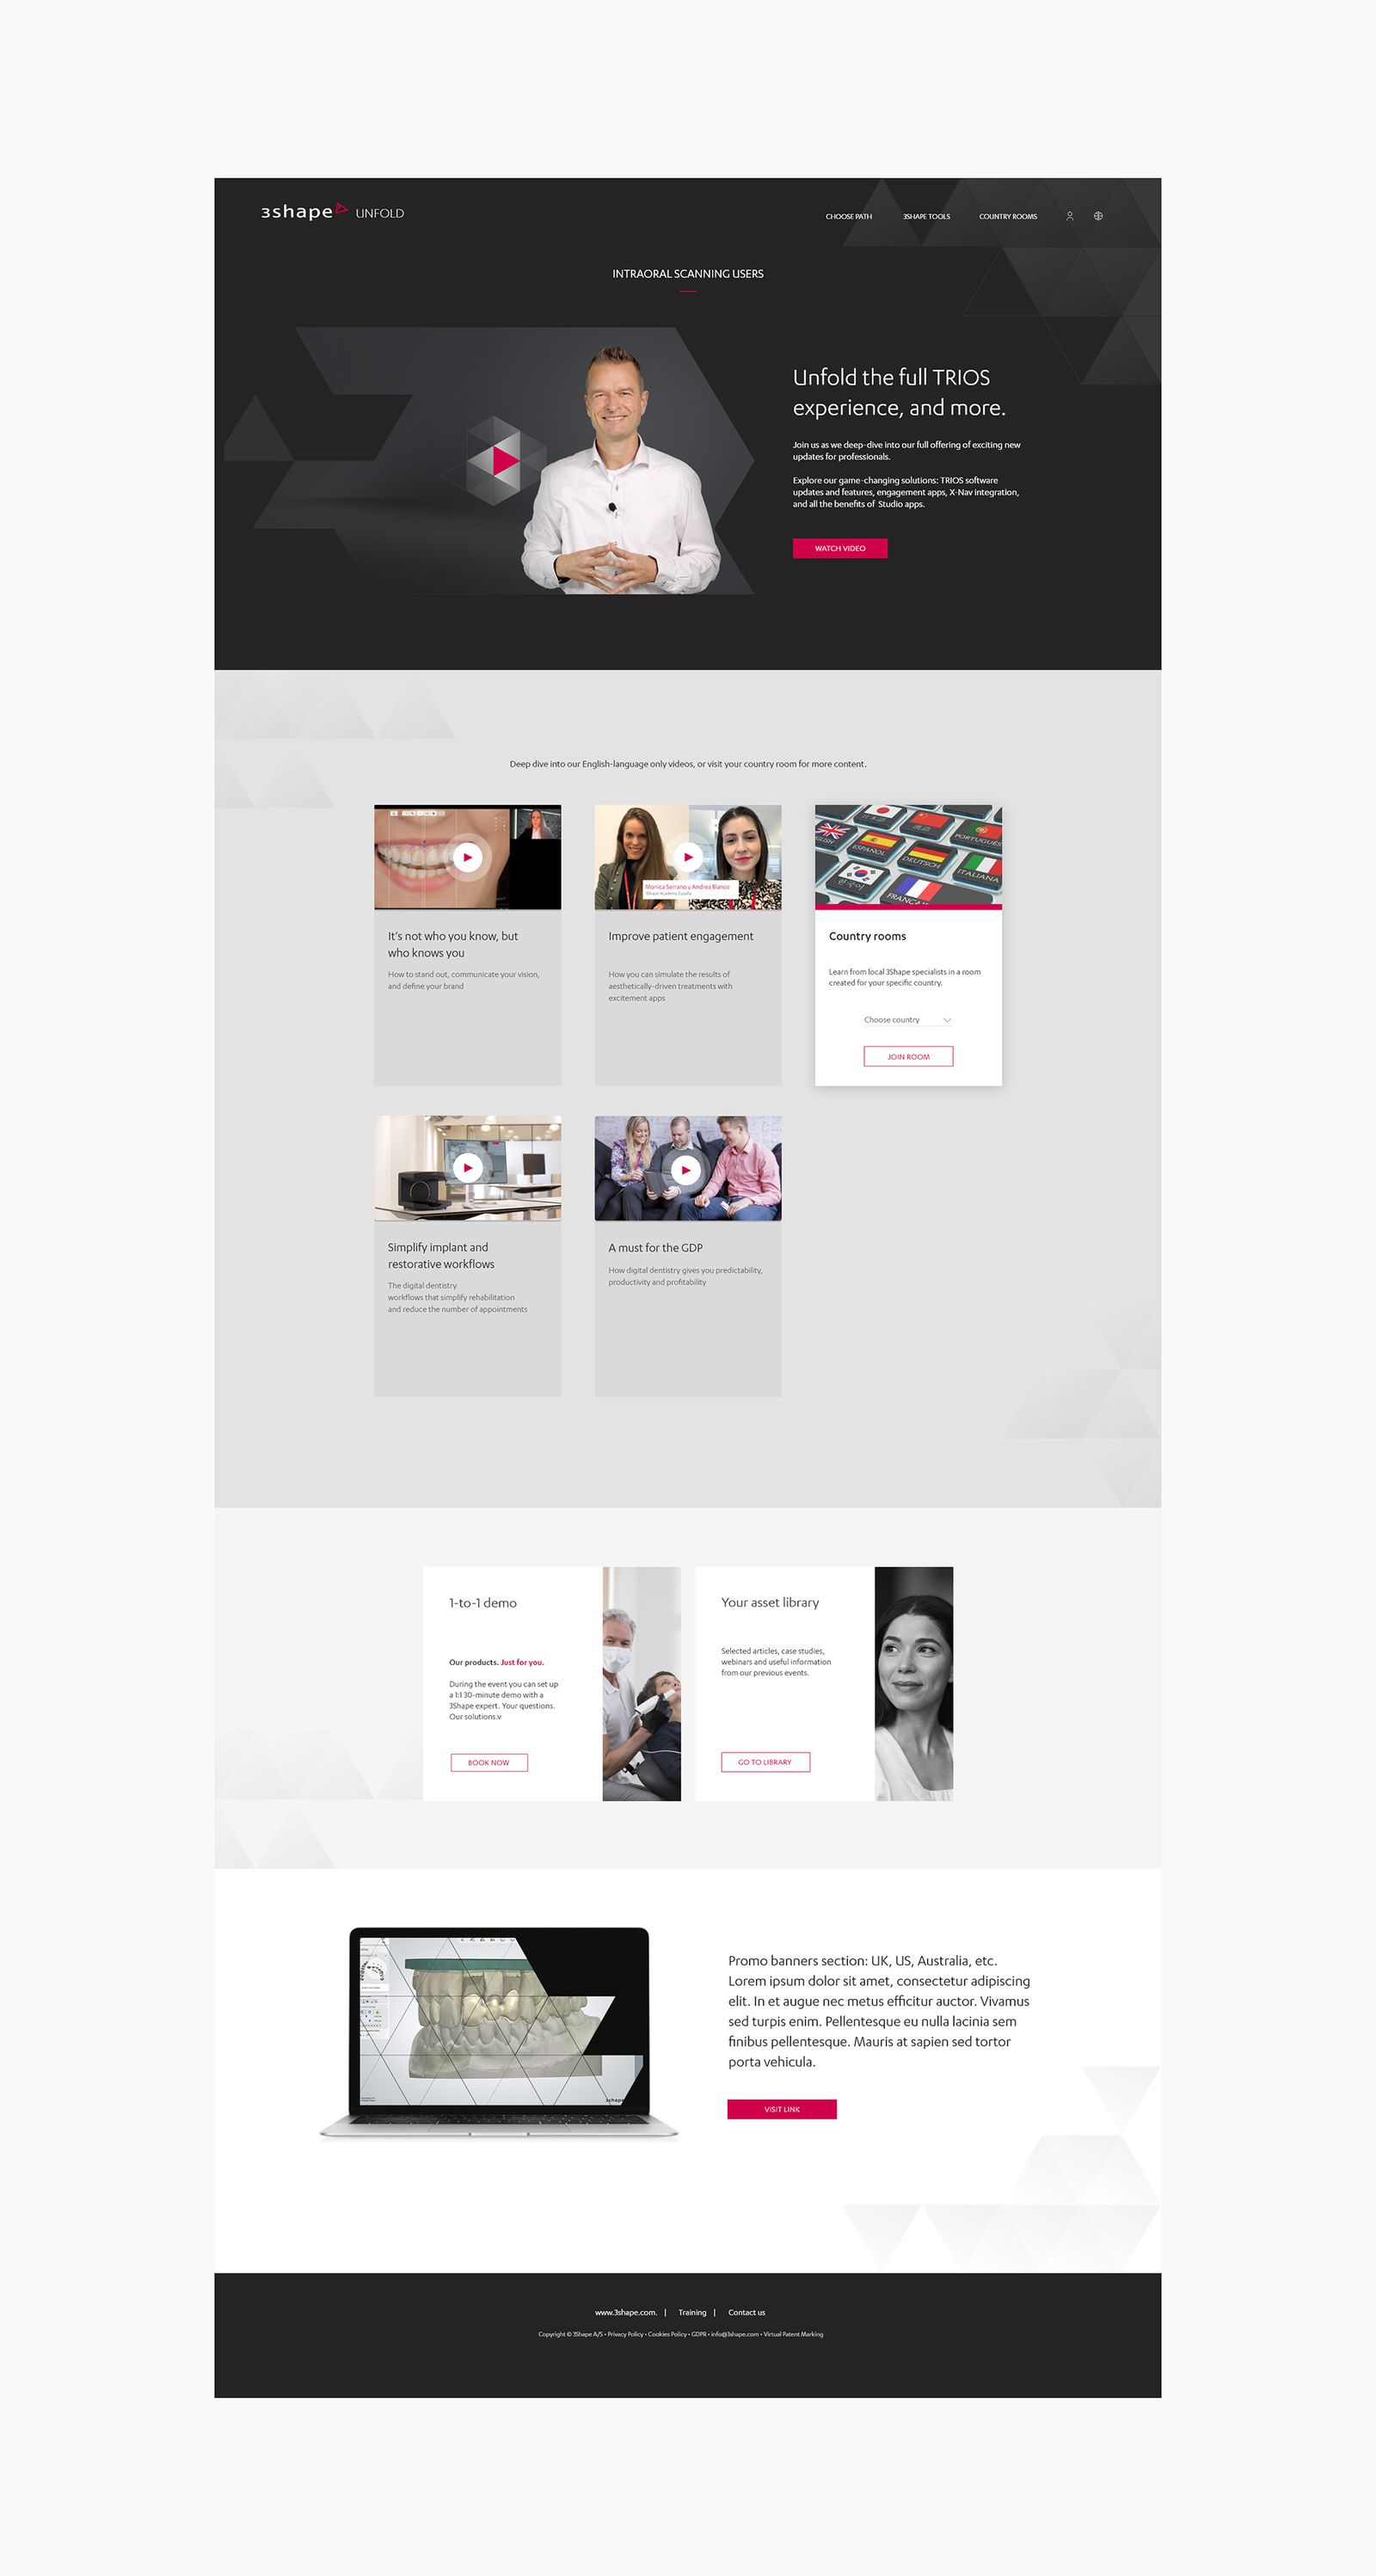 3shape UNFOLD
CHOOSE PATH
3SHAPE TOOLS
COUNTRY ROOMS
INTRAORAL SCANNING USERS
Unfold the full TRIOS
experience, and more.
Join us as we deep-dive into our full offering of exciting new
updates for professionals.
Explore our game-changing solutions: TRIOS software
updates and features, engagement apps, X-Nav integration,
and all the benefits of Studio apps.
WATCH VIDEO
Deep dive into our English-language only videos, or visit your country room for more content.
Monica Serrano y Andrea Blanco
3Shape Academy España
PORTUGUES
ESPAÑOL
DEUTSCH
ITALIANA
It's not who you know, but
who knows you
How to stand out, communicate your vision,
and define your brand
Improve patient engagement
How you can simulate the results of
aesthetically-driven treatments with
excitement apps
Country rooms
Learn from local 3Shape specialists in a room
created for your specific country.
Choose country
JOIN ROOM
Simplify implant and
restorative workflows
The digital dentistry
workflows that simplify rehabilitation
and reduce the number of appointments
A must for the GDP
How digital dentistry gives you predictability,
productivity and profitability
1-to-1 demo
Our products. Just for you.
During the event you can set up
a 1:1 30-minute demo with a
3Shape expert. Your questions.
Our solutions.v
BOOK NOW
Your asset library
Selected articles, case studies,
webinars and useful information
from our previous events.
GO TO LIBRARY
Promo banners section: UK, US, Australia, etc.
Lorem ipsum dolor sit amet, consectetur adipiscing
elit. In et augue nec metus efficitur auctor. Vivamus
sed turpis enim. Pellentesque eu nulla lacinia sem
finibus pellentesque. Mauris at sapien sed tortor
porta vehicula.
VISIT LINK
www.3shape.com. | Training | Contact us
Copyright © 3Shape A/S • Privacy Policy • Cookies Policy • GDPR • info@3shape.com • Virtual Patent Marking